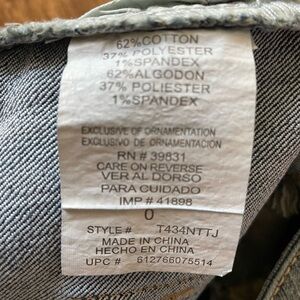 62%COTTON
37% POLYESTER
1%SPANDEX
62%ALGODON
37% POLIESTER
1%SPANDEX
EXCLUSIVE OF ORNAMENTATION
EXCLUSIVO DE ORNAMENTACIÓN
RN # 39831
CARE ON REVERSE
VER AL DORSO
PARA CUIDADO
IMP # 41898
0
STYLE # T434NTTJ
MADE IN CHINA
HECHO EN CHINA
UPC # 612766075514